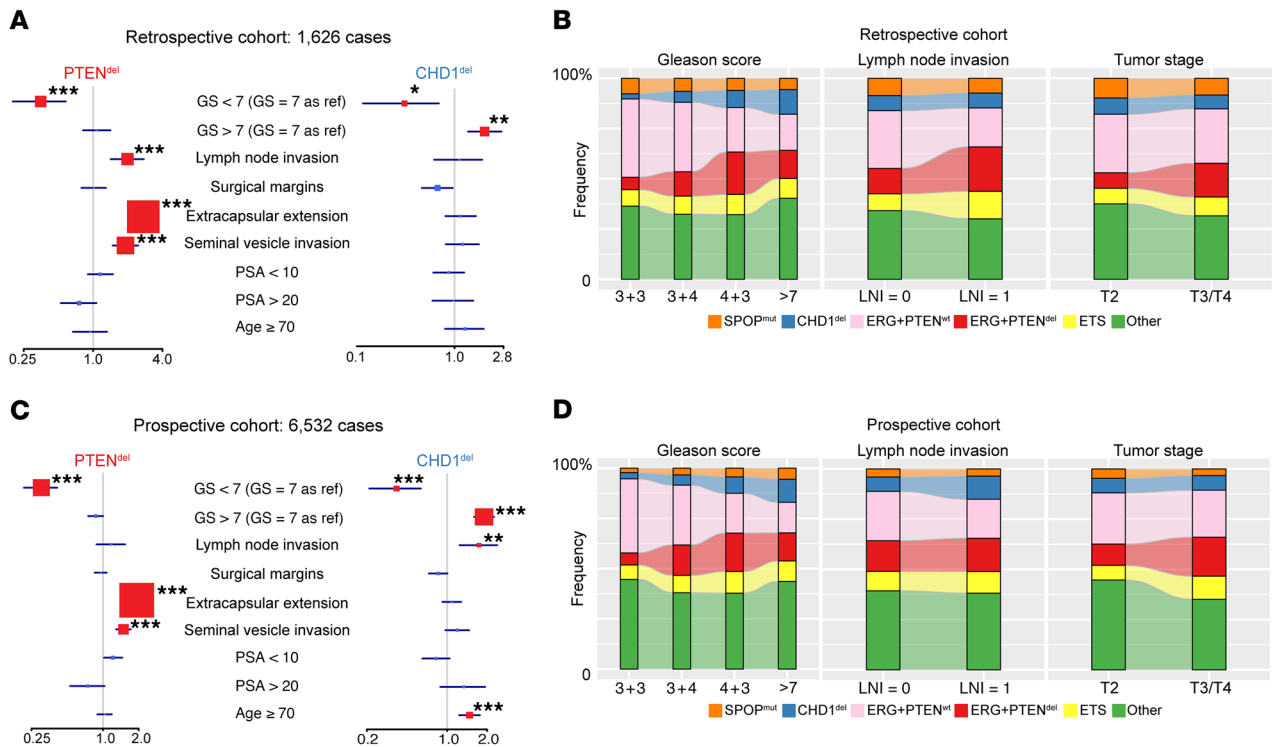 A
Retrospective cohort: 1,626 cases
PTENdel
CHD1del
*** GS < 7 (GS = 7 as ref) *
GS > 7 (GS = 7 as ref) **
*** Lymph node invasion
Surgical margins
*** Extracapsular extension
*** Seminal vesicle invasion
PSA < 10
PSA > 20
Age ≥ 70
0.25 1.0 4.0
0.1 1.0 2.8
B
Retrospective cohort
Gleason score Lymph node invasion Tumor stage
100%
Frequency
0
3+3 3+4 4+3 >7 LNI = 0 LNI = 1 T2 T3/T4
SPOPmut CHD1del ERG+PTENwt ERG+PTENdel ETS Other
C
Prospective cohort: 6,532 cases
PTENdel
CHD1del
*** GS < 7 (GS = 7 as ref) ***
GS > 7 (GS = 7 as ref) ***
Lymph node invasion **
Surgical margins
*** Extracapsular extension
*** Seminal vesicle invasion
PSA < 10
PSA > 20
Age ≥ 70 ***
0.25 1.0 2.0
0.2 1.0 2.0
D
Prospective cohort
Gleason score Lymph node invasion Tumor stage
100%
Frequency
0
3+3 3+4 4+3 >7 LNI = 0 LNI = 1 T2 T3/T4
SPOPmut CHD1del ERG+PTENwt ERG+PTENdel ETS Other